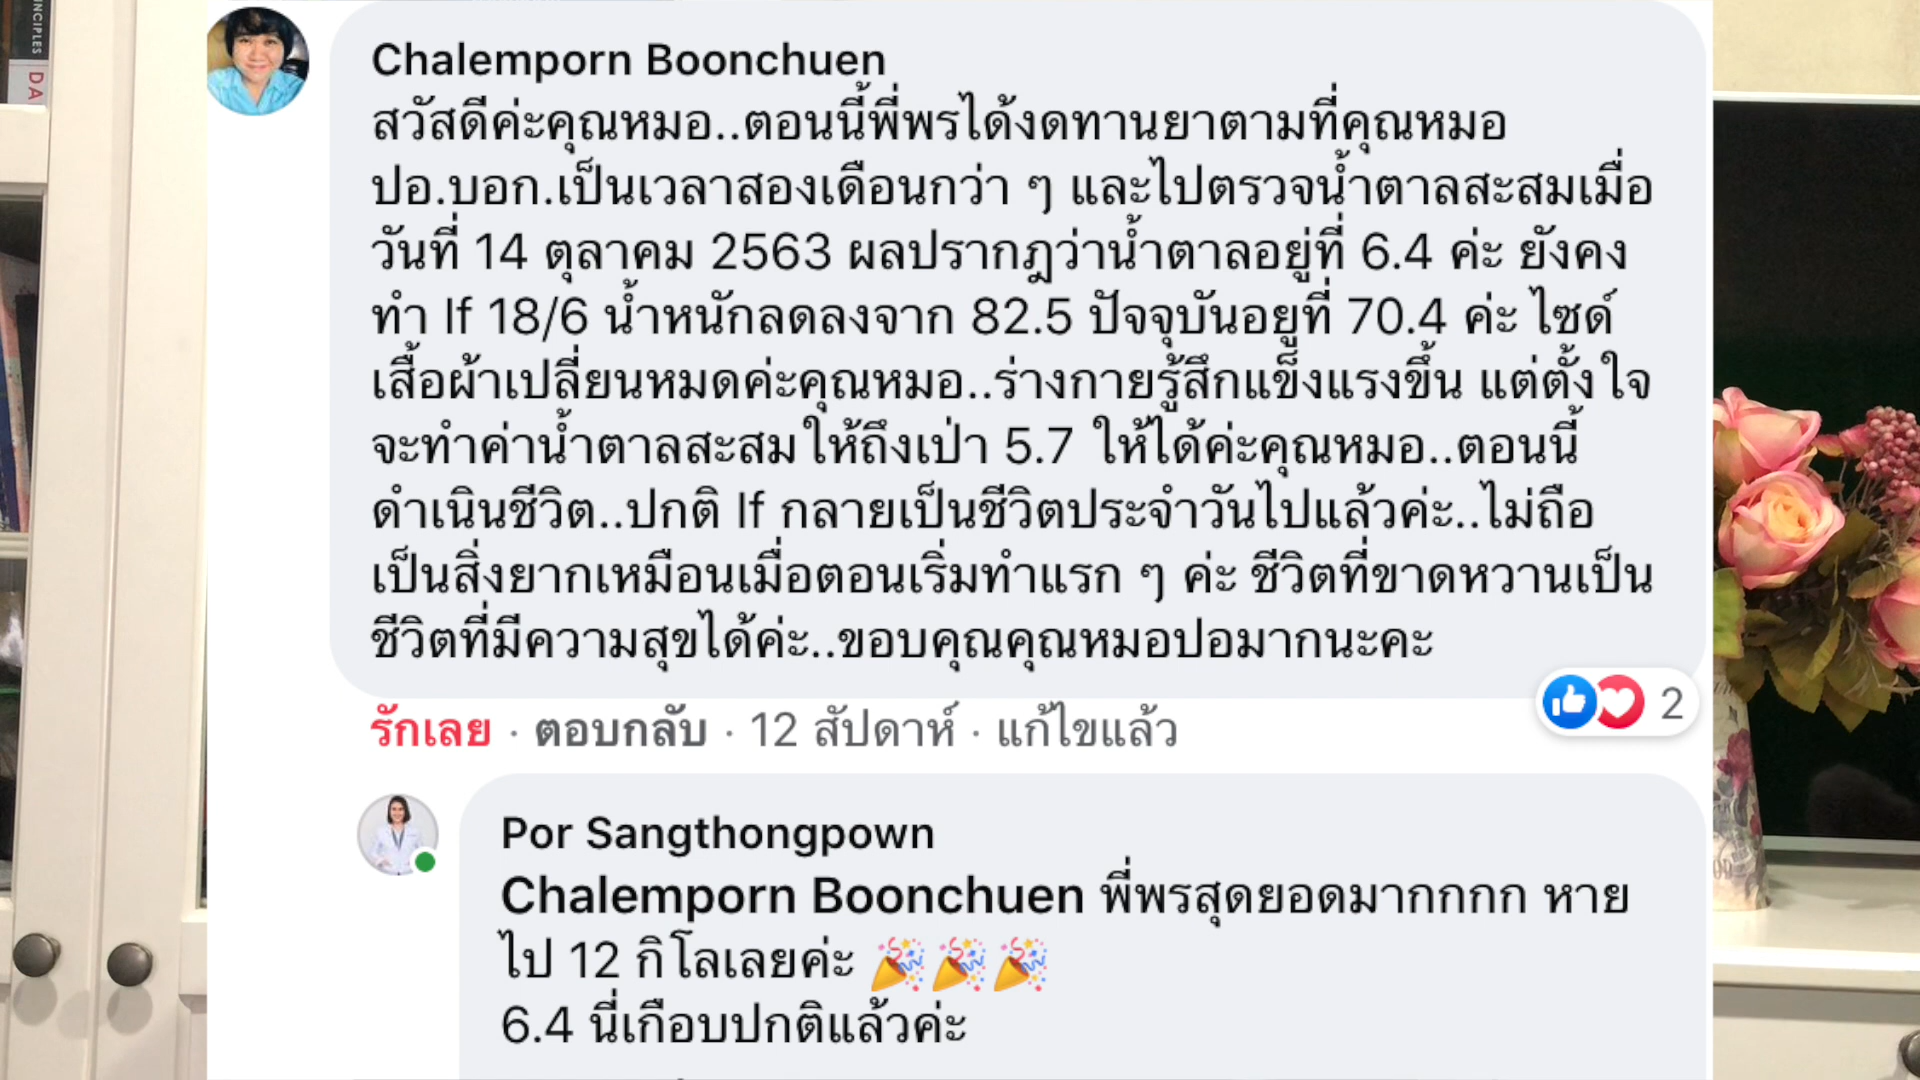 NCIPLES
DA
Chalemporn Boonchuen
สวัสดีค่ะคุณหมอ..ตอนนี้พี่พรได้งดทานยาตามที่คุณหมอ
ปอ.บอก.เป็นเวลาสองเดือนกว่า ๆ และไปตรวจน้ำตาลสะสมเมื่อ
วันที่ 14 ตุลาคม 2563 ผลปรากฎว่าน้ำตาลอยู่ที่ 6.4 ค่ะ ยังคง
ทำ If 18/6 น้ำหนักลดลงจาก 82.5 ปัจจุบันอยูที่ 70.4 ค่ะ ไซด์
เสื้อผ้าเปลี่ยนหมดค่ะคุณหมอ..ร่างกายรู้สึกแข็งแรงขึ้น แต่ตั้งใจ
จะทำค่าน้ำตาลสะสมให้ถึงเป่า 5.7 ให้ได้ค่ะคุณหมอ..ตอนนี้
ดำเนินชีวิต..ปกติ If กลายเป็นชีวิตประจำวันไปแล้วค่ะ..ไม่ถือ
เป็นสิ่งยากเหมือนเมื่อตอนเริ่มทำแรก ๆ ค่ะ ชีวิตที่ขาดหวานเป็น
ชีวิตที่มีความสุขได้ค่ะ..ขอบคุณคุณหมอปอมากนะคะ
2
รักเลย · ตอบกลับ · 12 สัปดาห์ · แก้ไขแล้ว
Por Sangthongpown
Chalemporn Boonchuen พี่พรสุดยอดมากกกก หาย
ไป 12 กิโลเลยค่ะ 🎉🎉🎉
6.4 นี่เกือบปกติแล้วค่ะ